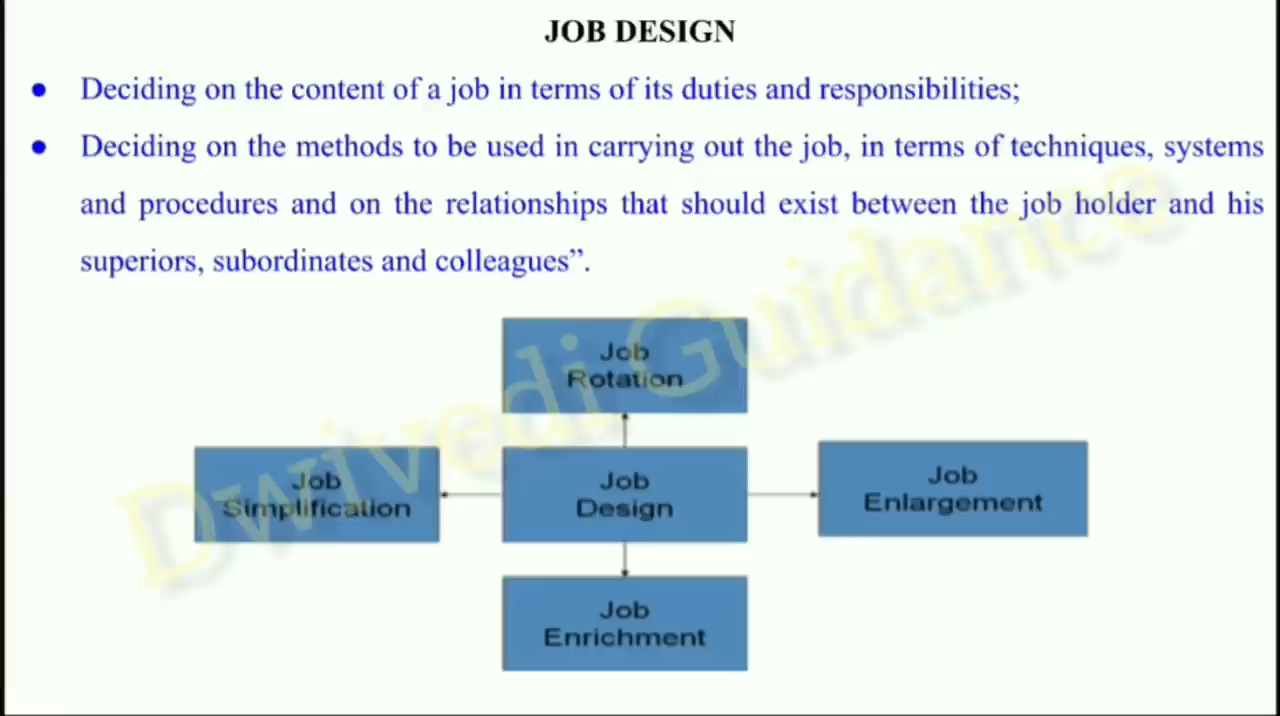 JOB DESIGN
● Deciding on the content of a job in terms of its duties and responsibilities;
● Deciding on the methods to be used in carrying out the job, in terms of techniques, systems
and procedures and on the relationships that should exist between the job holder and his
superiors, subordinates and colleagues”.
Job
Rotation
Job
Simplification
Job
Design
Job
Enlargement
Job
Enrichment
Dwivedi Guidance